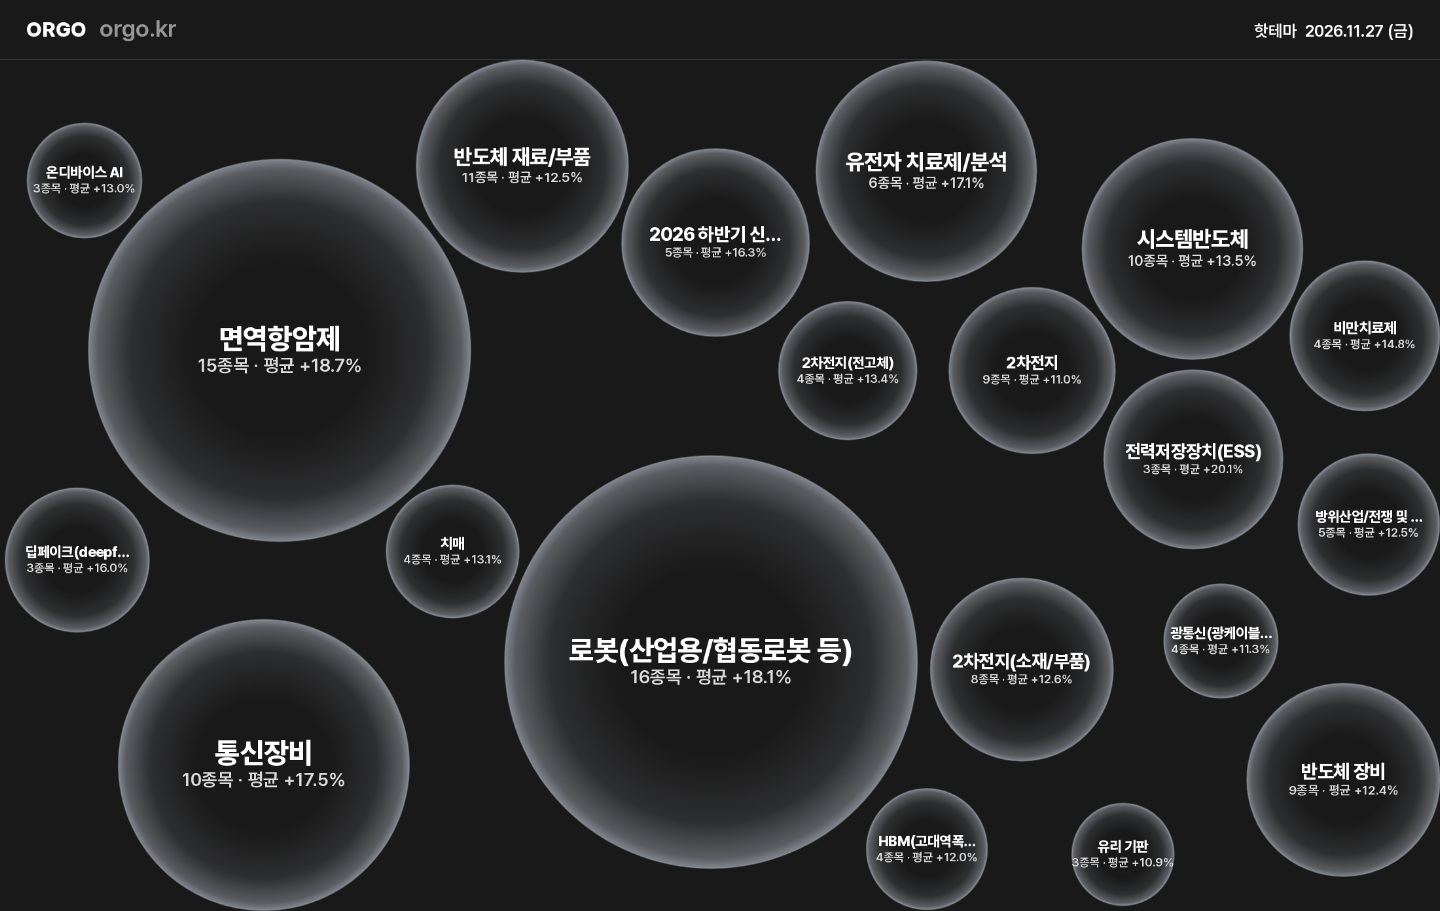 ORGO orgo.kr
핫테마 2026.11.27 (금)
온디바이스 AI
3종목 · 평균 +13.0%
반도체 재료/부품
11종목 · 평균 +12.5%
유전자 치료제/분석
6종목 · 평균 +17.1%
2026 하반기 신...
5종목 · 평균 +16.3%
시스템반도체
10종목 · 평균 +13.5%
면역항암제
15종목 · 평균 +18.7%
2차전지(전고체)
4종목 · 평균 +13.4%
2차전지
9종목 · 평균 +11.0%
비만치료제
4종목 · 평균 +14.8%
전력저장장치(ESS)
3종목 · 평균 +20.1%
딥페이크(deepf...
3종목 · 평균 +16.0%
치매
4종목 · 평균 +13.1%
방위산업/전쟁 및 ...
5종목 · 평균 +12.5%
로봇(산업용/협동로봇 등)
16종목 · 평균 +18.1%
2차전지(소재/부품)
8종목 · 평균 +12.6%
광통신(광케이블...
4종목 · 평균 +11.3%
통신장비
10종목 · 평균 +17.5%
반도체 장비
9종목 · 평균 +12.4%
HBM(고대역폭...
4종목 · 평균 +12.0%
유리 기판
3종목 · 평균 +10.9%